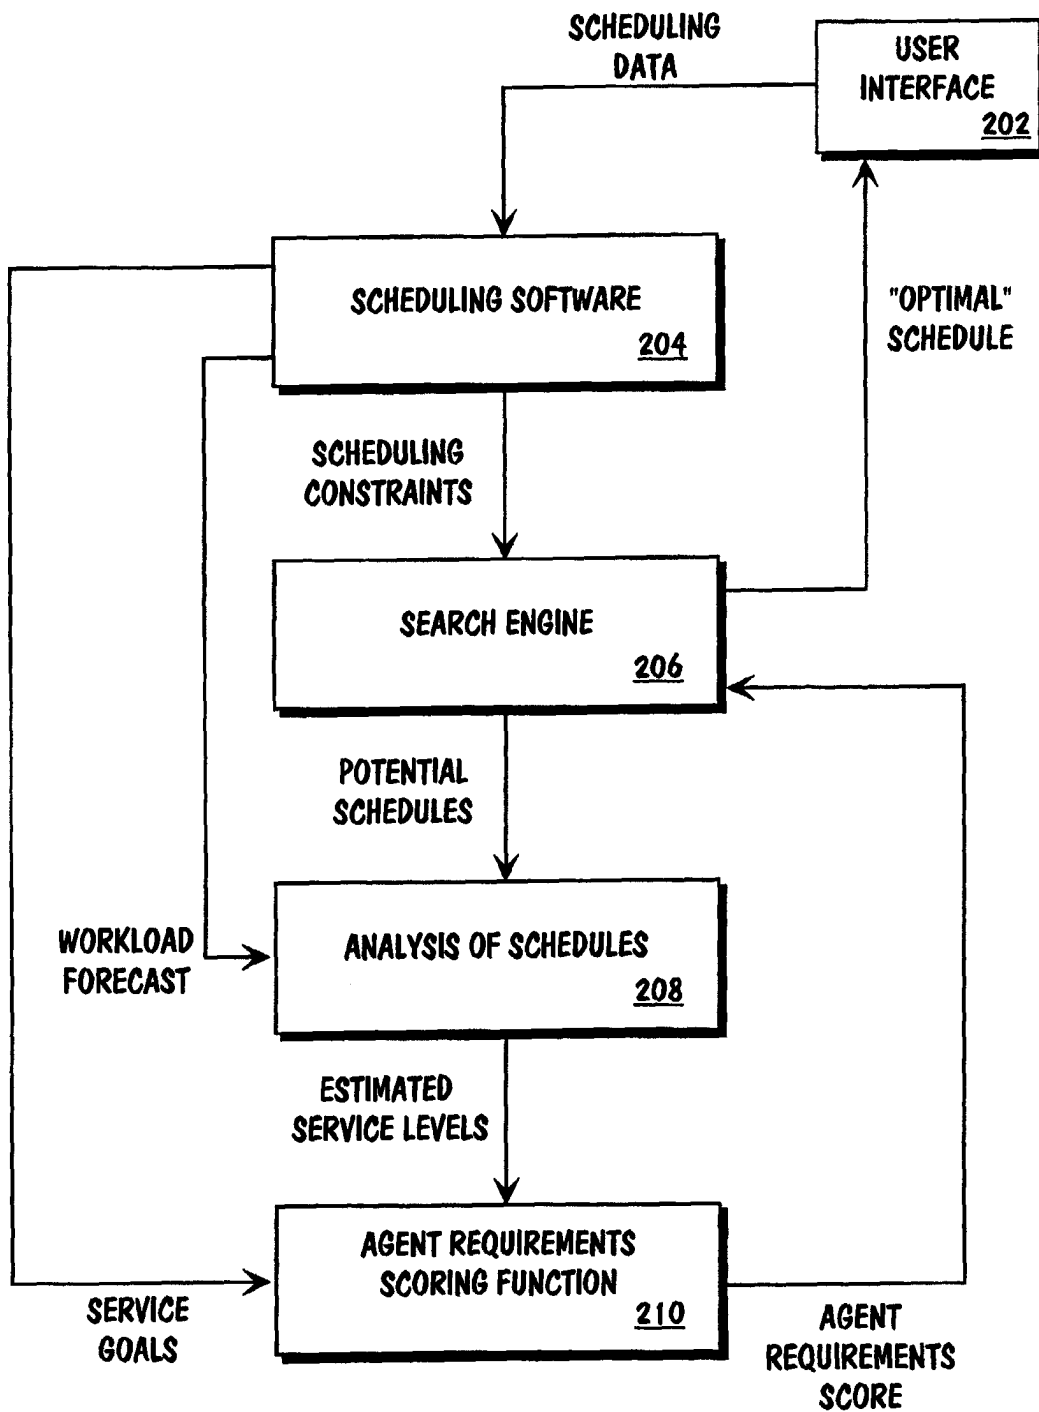 SCHEDULING
DATA
USER
INTERFACE
202
SCHEDULING SOFTWARE
204
"OPTIMAL"
SCHEDULE
SCHEDULING
CONSTRAINTS
SEARCH ENGINE
206
POTENTIAL
SCHEDULES
WORKLOAD
FORECAST
ANALYSIS OF SCHEDULES
208
ESTIMATED
SERVICE LEVELS
AGENT REQUIREMENTS
SCORING FUNCTION
210
SERVICE
GOALS
AGENT
REQUIREMENTS
SCORE